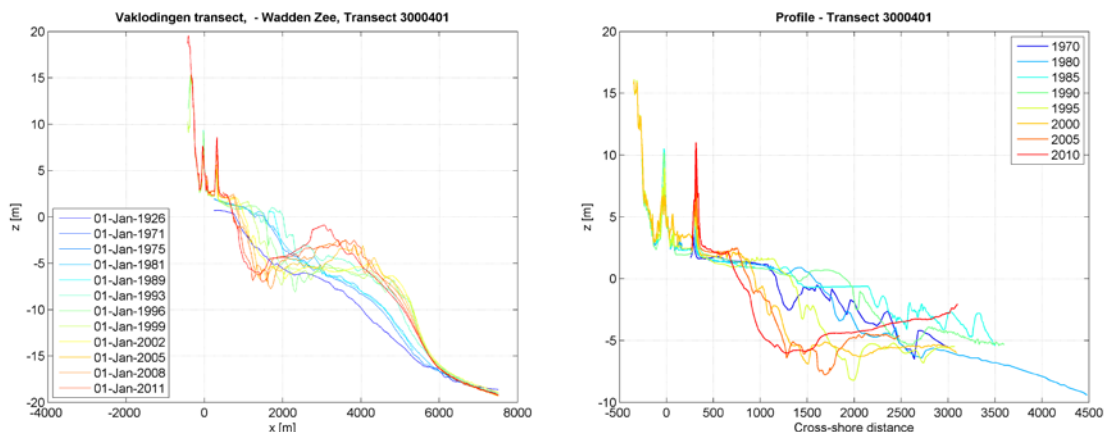 Vaklodingen transect,  - Wadden Zee, Transect 3000401
20
15
10
5
0
-5
-10
-15
-20
z [m]
01-Jan-1926
01-Jan-1971
01-Jan-1975
01-Jan-1981
01-Jan-1989
01-Jan-1993
01-Jan-1996
01-Jan-1999
01-Jan-2002
01-Jan-2005
01-Jan-2008
01-Jan-2011
-4000 -2000 0 2000 4000 6000 8000
x [m]
Profile - Transect 3000401
20
15
10
5
0
-5
-10
z [m]
1970
1980
1985
1990
1995
2000
2005
2010
-500 0 500 1000 1500 2000 2500 3000 3500 4000 4500
Cross-shore distance